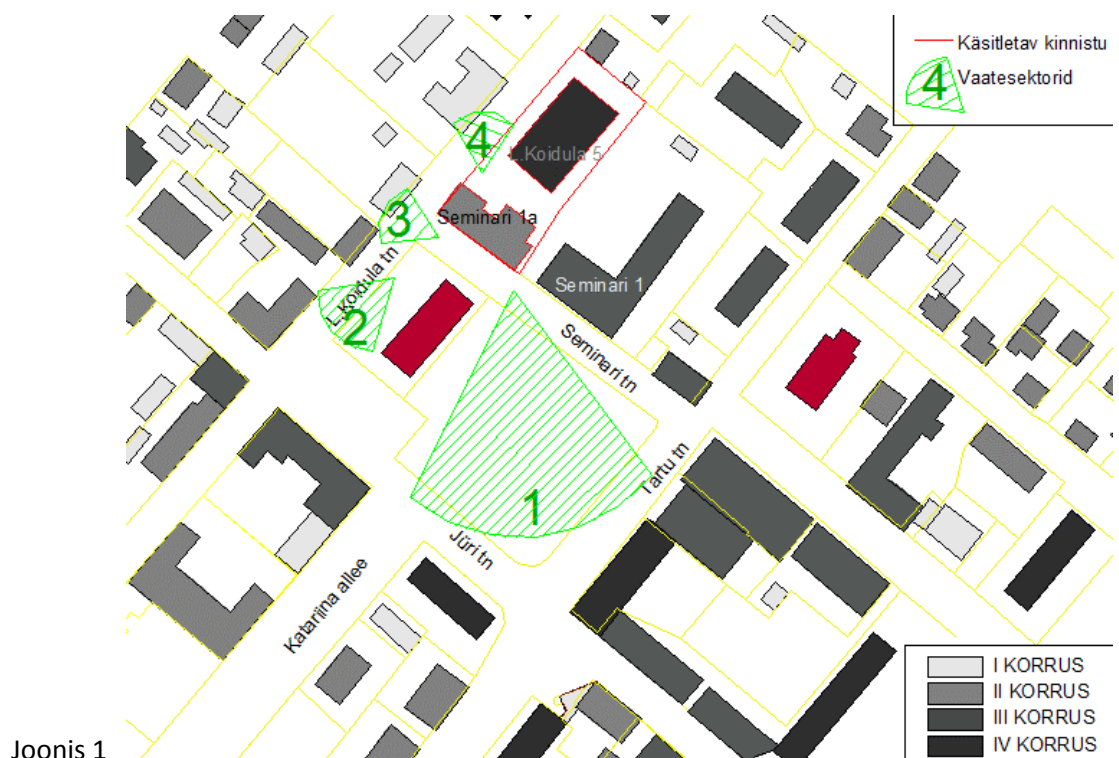 Käsitletav kinnistu
4
Vaatesektorid
4
L.Koidula 5
3
Seminari 1a
L.Koidula tn
Seminari 1
2
Seminari tn
1
Tartu tn
Jüri tn
Katariina allee
I KORRUS
II KORRUS
III KORRUS
IV KORRUS
Joonis 1